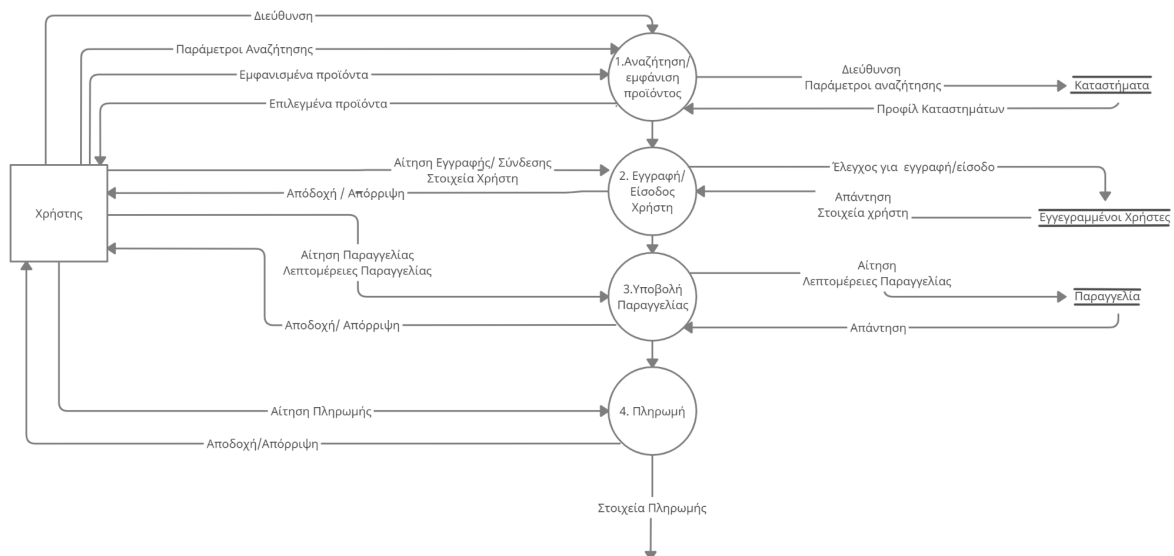 Διεύθυνση
Παράμετροι Αναζήτησης
Εμφανισμένα προϊόντα
Επιλεγμένα προϊόντα
1.Αναζήτηση/
εμφάνιση
προϊόντος
Διεύθυνση
Παράμετροι αναζήτησης
Καταστήματα
Προφίλ Καταστημάτων
Χρήστης
Αίτηση Εγγραφής/ Σύνδεσης
Στοιχεία Χρήστη
Απόδοχή / Απόρριψη
2. Εγγραφή/
Είσοδος
Χρήστη
Έλεγχος για εγγραφή/είσοδο
Απάντηση
Στοιχεία χρήστη
Εγγεγραμμένοι Χρήστες
Αίτηση Παραγγελίας
Λεπτομέρειες Παραγγελίας
Αποδοχή/ Απόρριψη
3.Υποβολή
Παραγγελίας
Αίτηση
Λεπτομέρειες Παραγγελίας
Παραγγελία
Απάντηση
Αίτηση Πληρωμής
Αποδοχή/Απόρριψη
4. Πληρωμή
Στοιχεία Πληρωμής